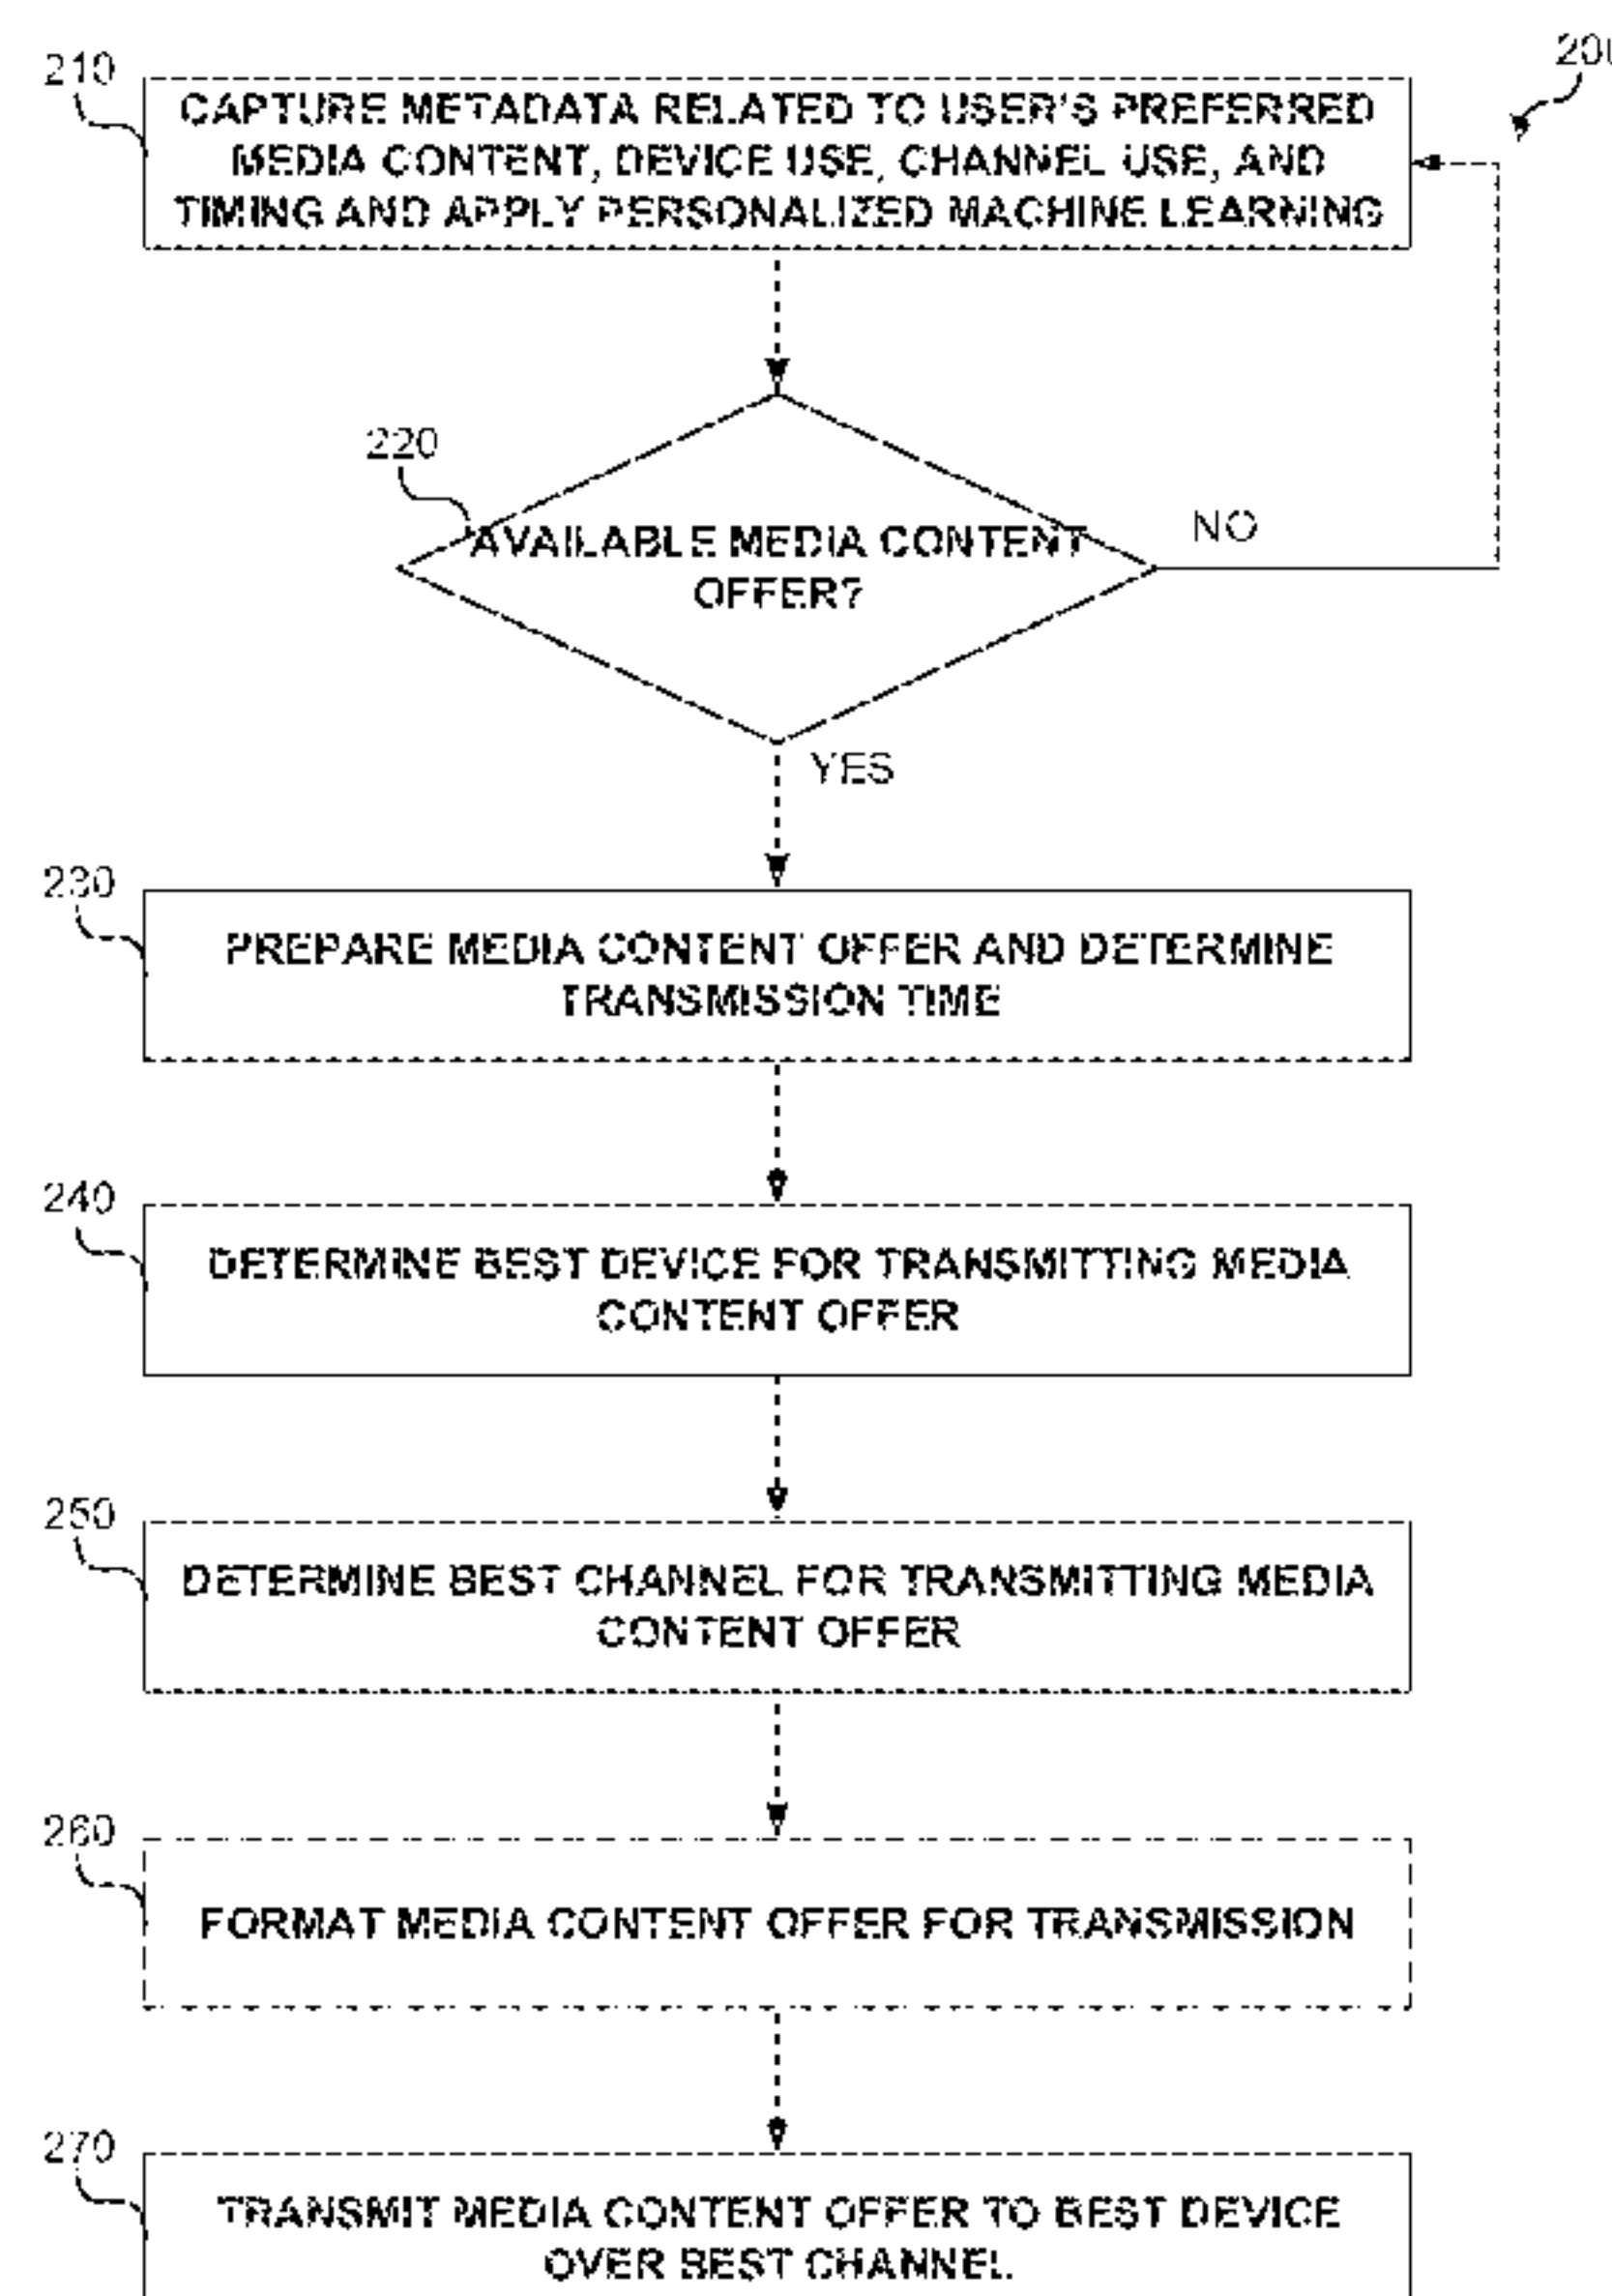 210
200
CAPTURE METADATA RELATED TO USER'S PREFERRED
MEDIA CONTENT, DEVICE USE, CHANNEL USE, AND
TIMING AND APPLY PERSONALIZED MACHINE LEARNING
220
AVAILABLE MEDIA CONTENT
OFFER?
NO
YES
230
PREPARE MEDIA CONTENT OFFER AND DETERMINE
TRANSMISSION TIME
240
DETERMINE BEST DEVICE FOR TRANSMITTING MEDIA
CONTENT OFFER
250
DETERMINE BEST CHANNEL FOR TRANSMITTING MEDIA
CONTENT OFFER
260
FORMAT MEDIA CONTENT OFFER FOR TRANSMISSION
270
TRANSMIT MEDIA CONTENT OFFER TO BEST DEVICE
OVER BEST CHANNEL